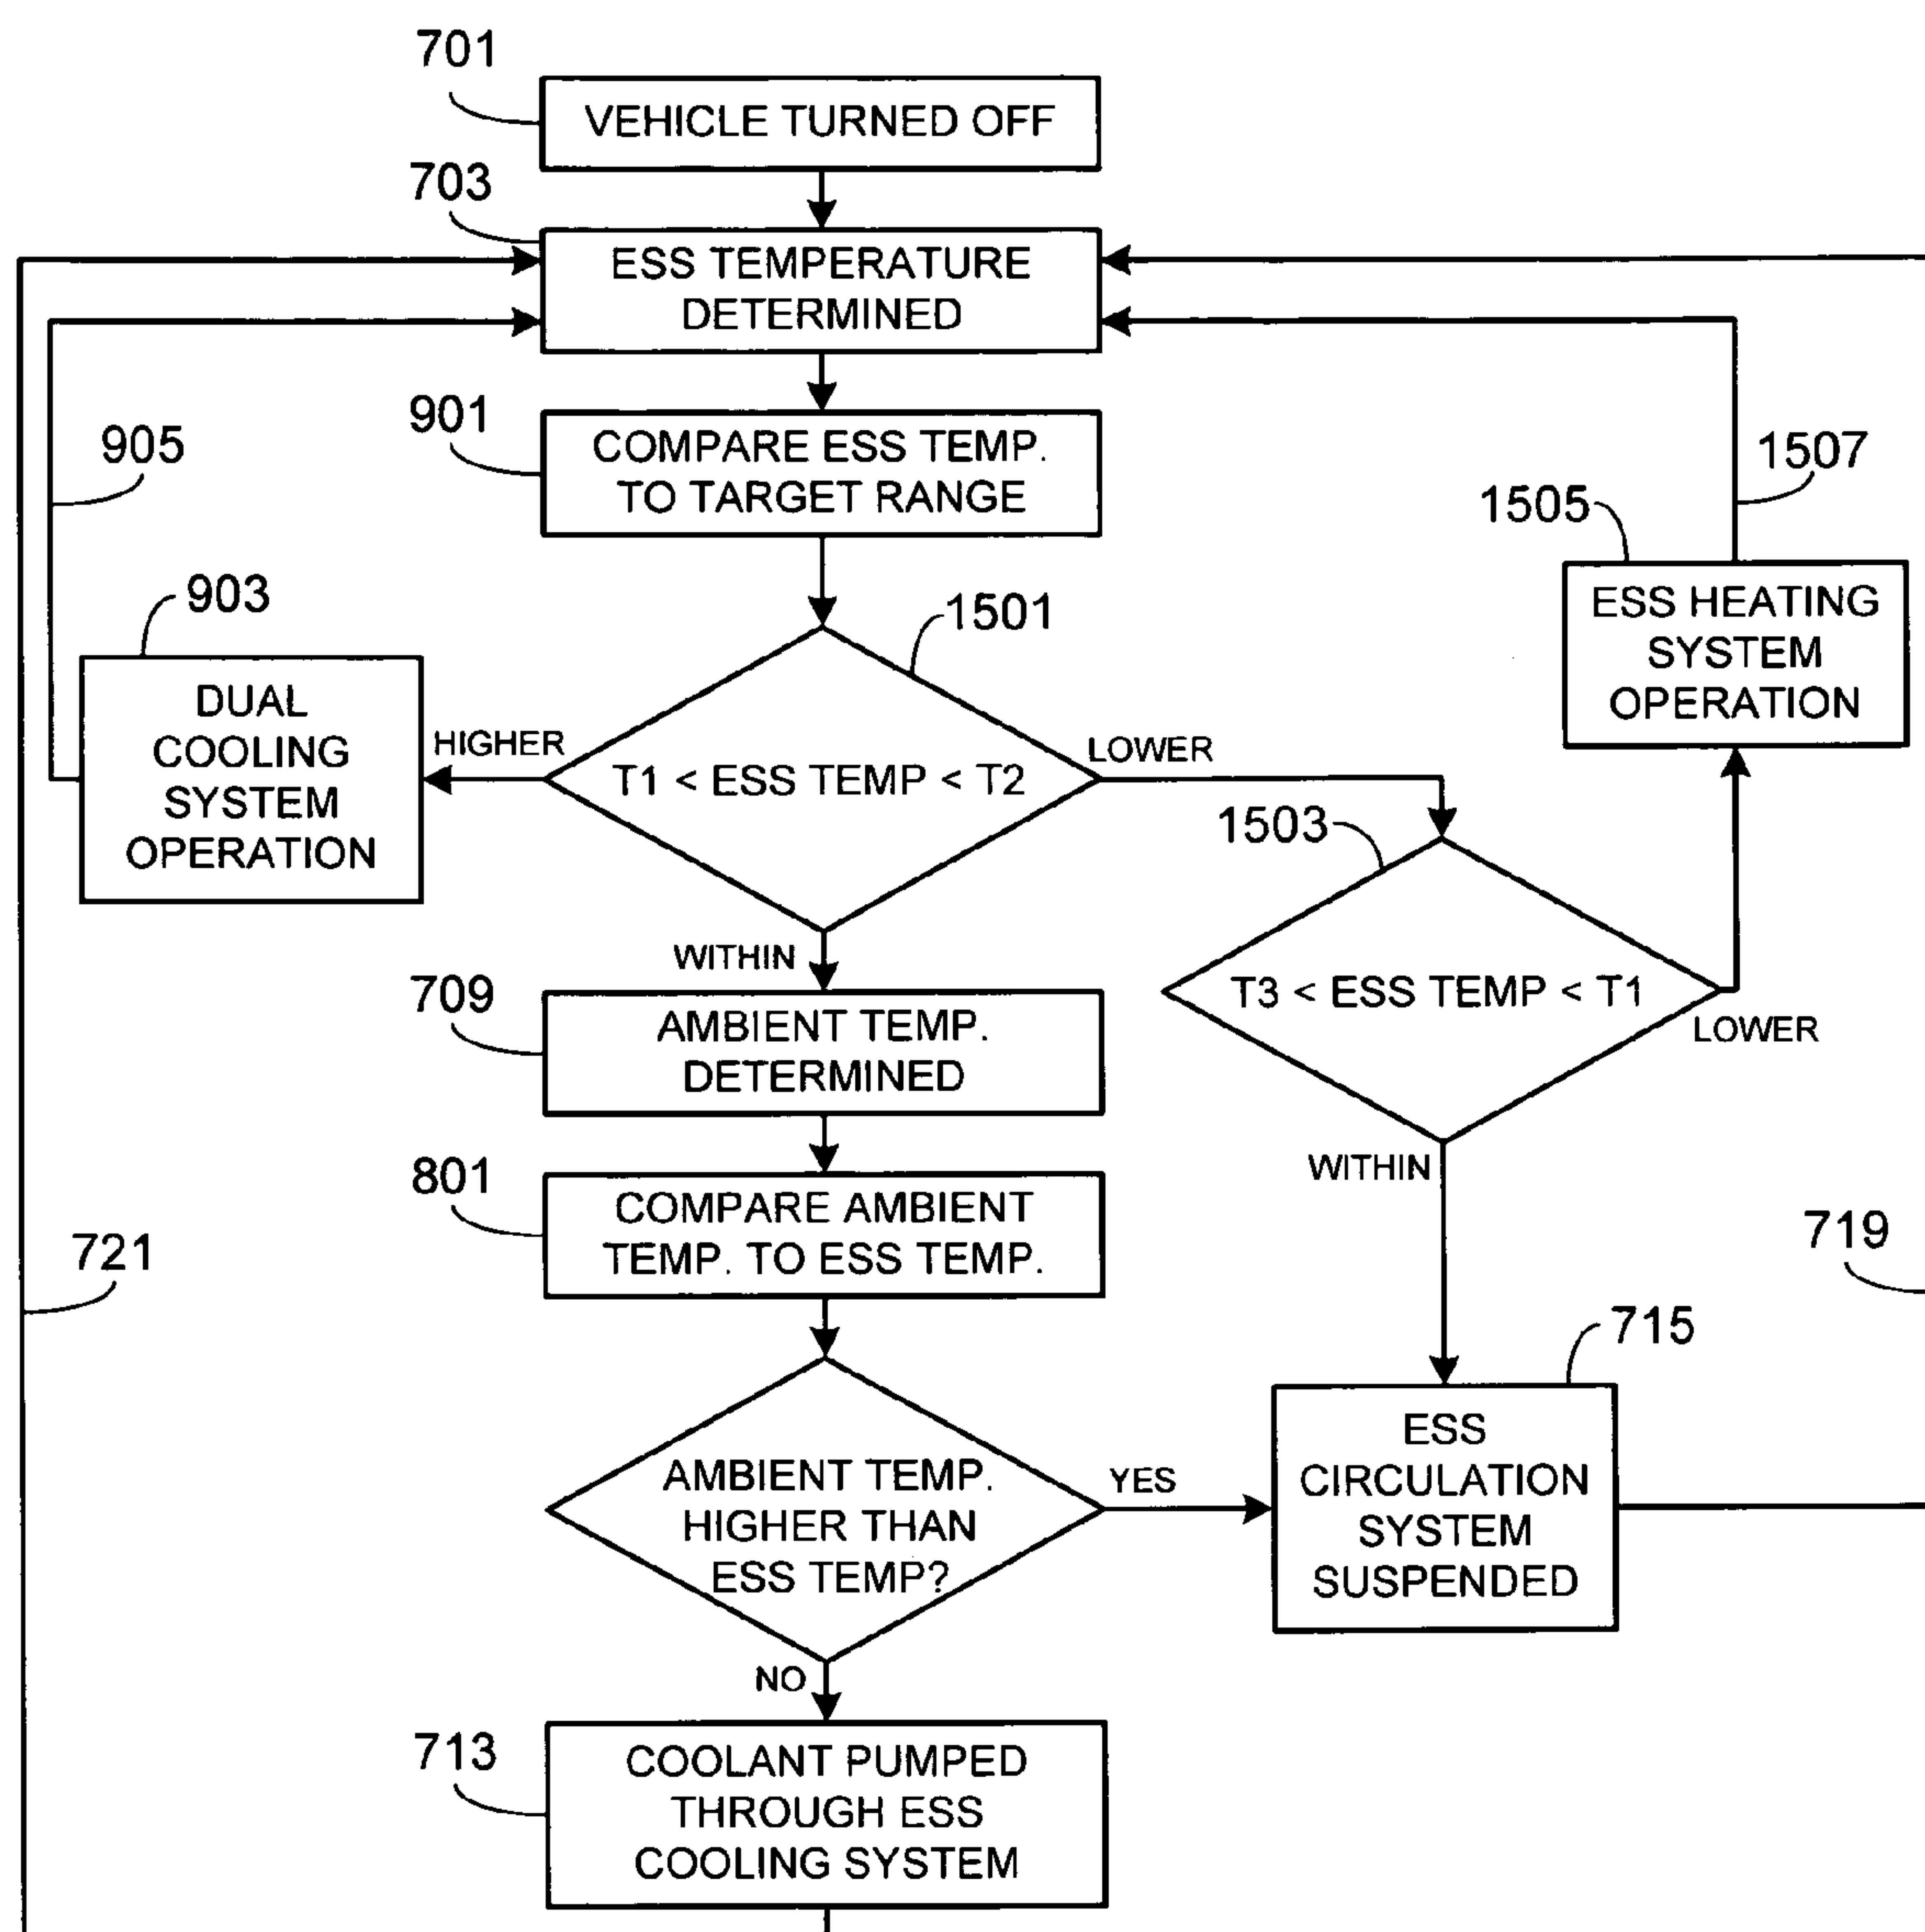 701
VEHICLE TURNED OFF
703
ESS TEMPERATURE
DETERMINED
901
COMPARE ESS TEMP.
TO TARGET RANGE
905
1507
1505
ESS HEATING
SYSTEM
OPERATION
903
DUAL
COOLING
SYSTEM
OPERATION
1501
HIGHER
T1 < ESS TEMP < T2
LOWER
1503
T3 < ESS TEMP < T1
LOWER
WITHIN
WITHIN
709
AMBIENT TEMP.
DETERMINED
801
COMPARE AMBIENT
TEMP. TO ESS TEMP.
721
719
715
AMBIENT TEMP.
HIGHER THAN
ESS TEMP?
YES
ESS
CIRCULATION
SYSTEM
SUSPENDED
NO
713
COOLANT PUMPED
THROUGH ESS
COOLING SYSTEM